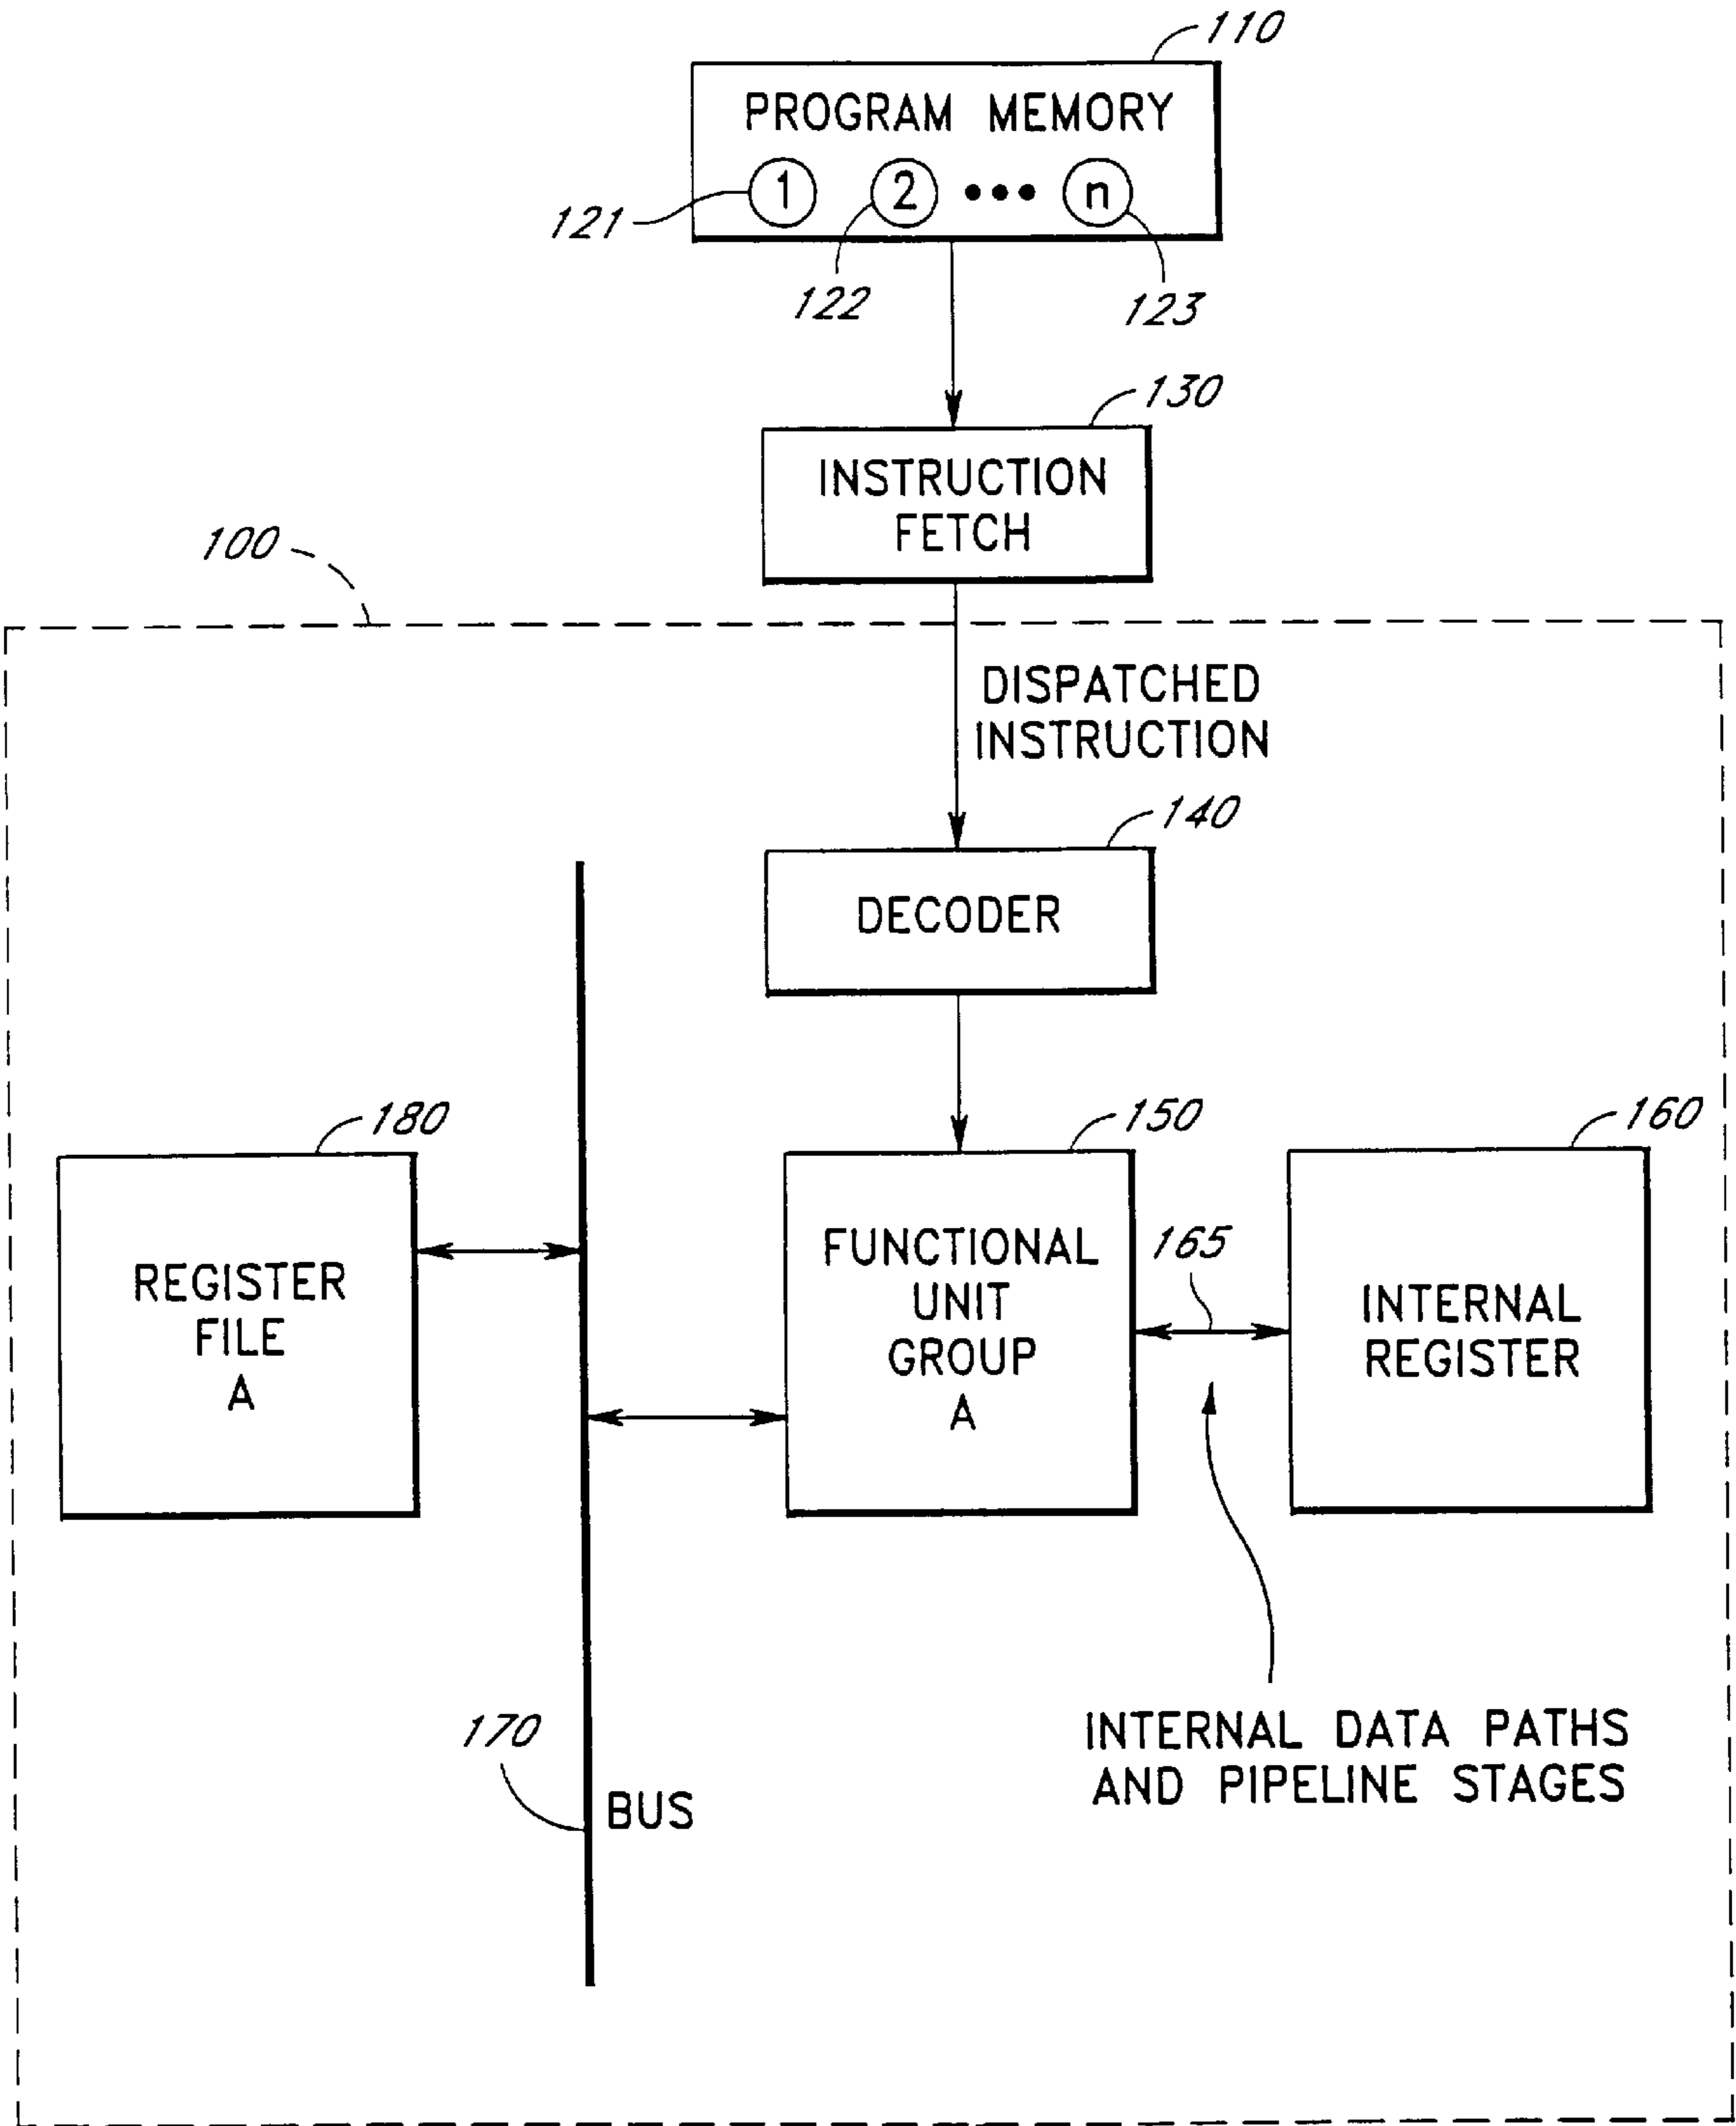 110
PROGRAM MEMORY
1 2 ••• n
121
122
123
130
INSTRUCTION
FETCH
100
DISPATCHED
INSTRUCTION
140
DECODER
180
150
160
REGISTER
FILE
A
FUNCTIONAL
UNIT
GROUP
A
165
INTERNAL
REGISTER
170
BUS
INTERNAL DATA PATHS
AND PIPELINE STAGES